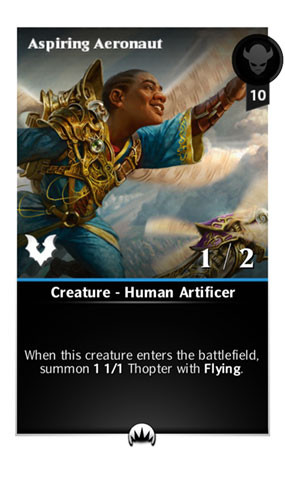 Aspiring Aeronaut
10
1 / 2
Creature - Human Artificer
When this creature enters the battlefield,
summon 1 1/1 Thopter with Flying.